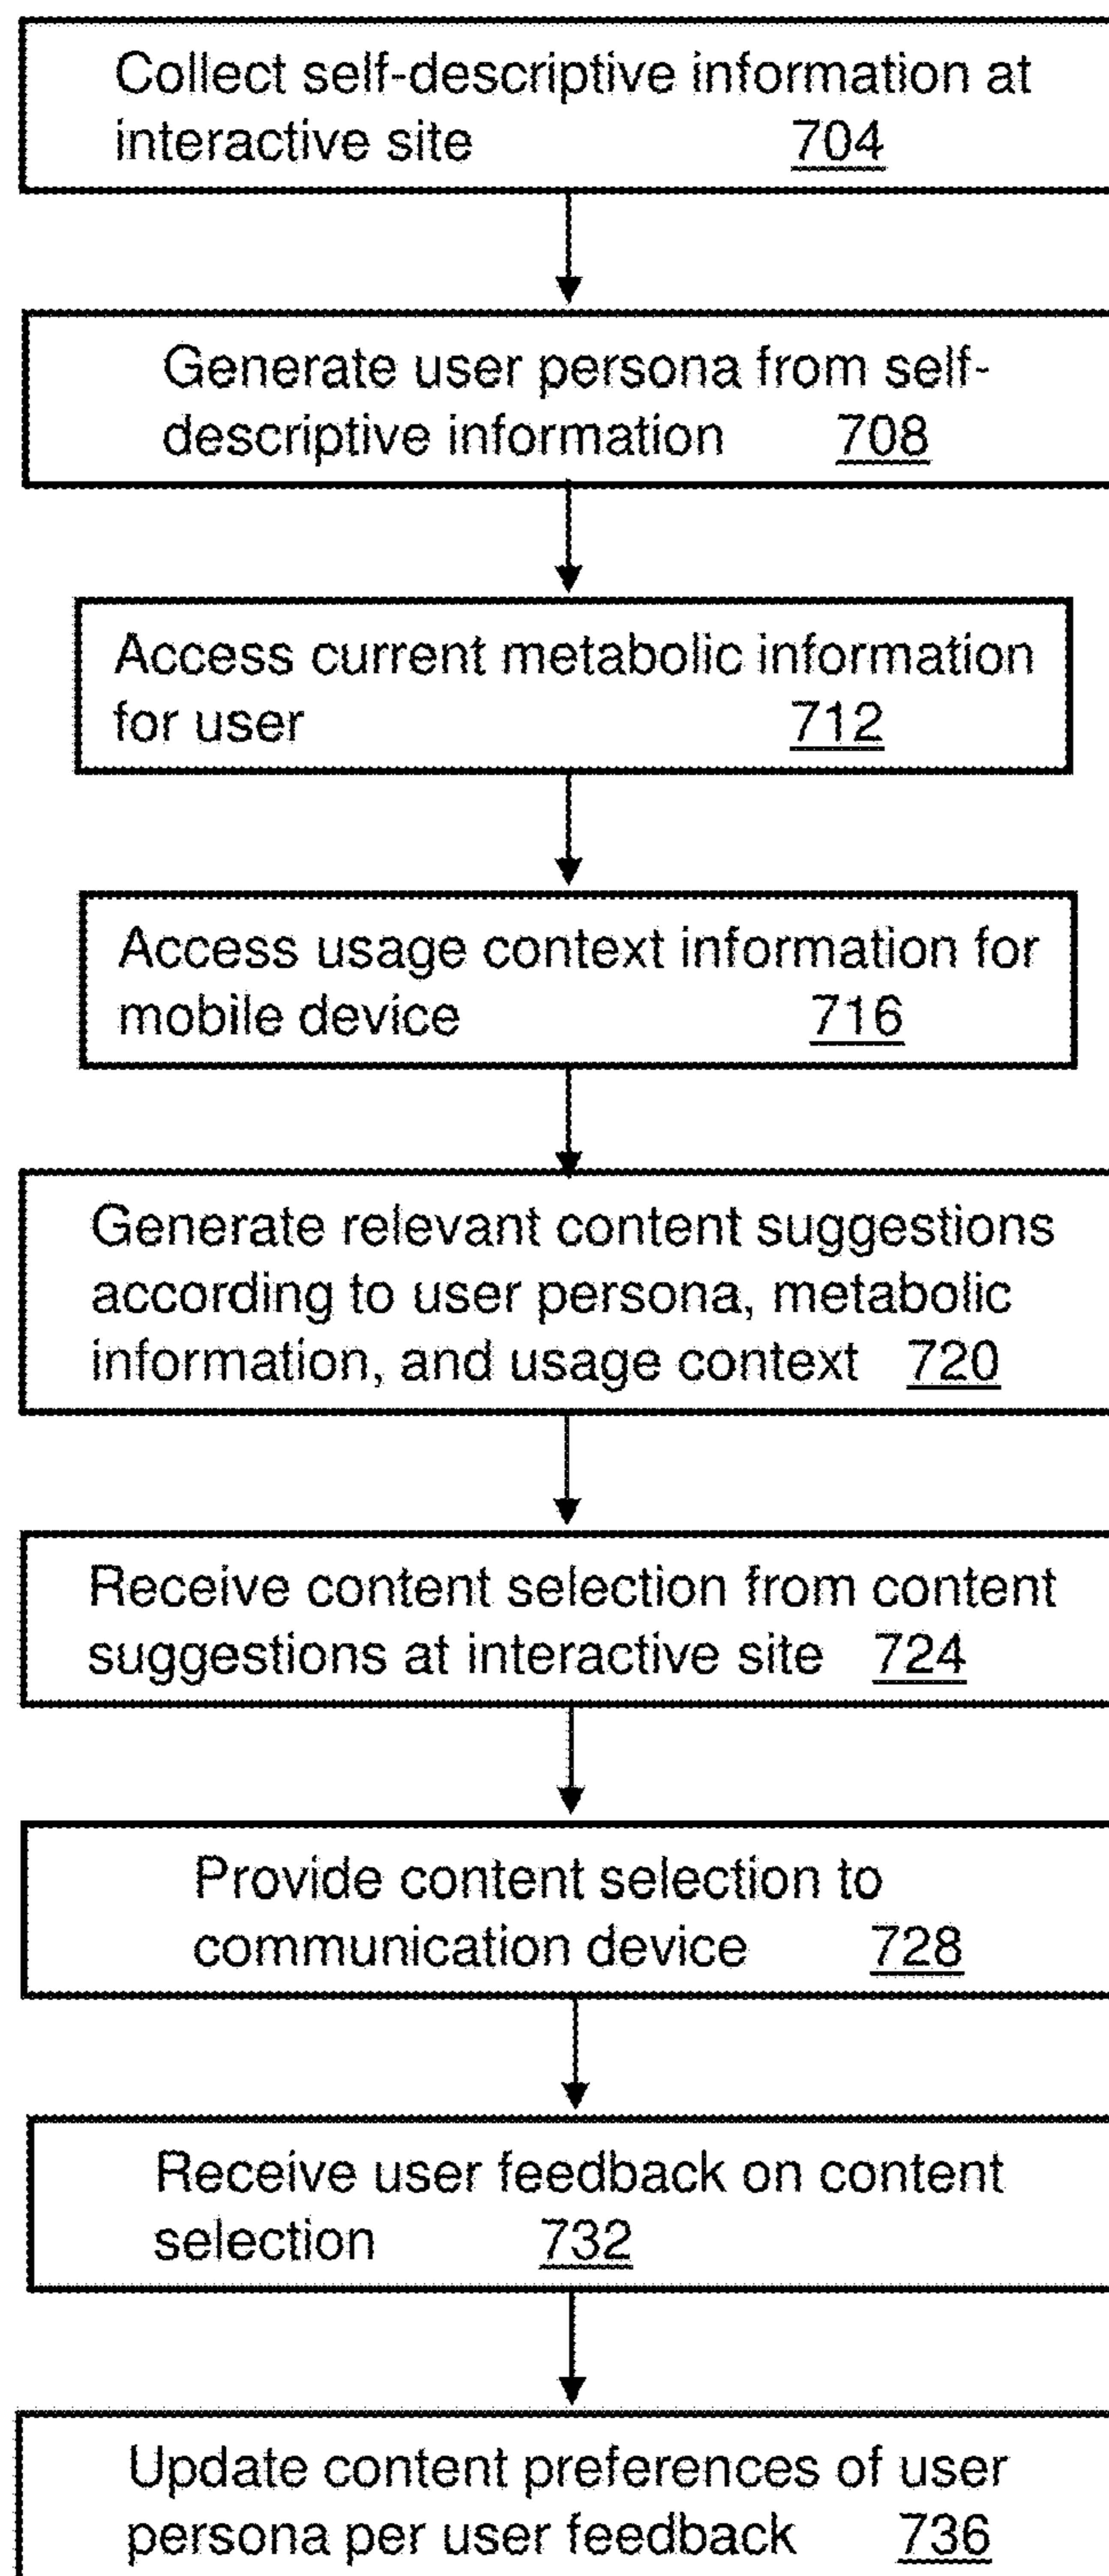 Collect self-descriptive information at
interactive site 704
Generate user persona from self-
descriptive information 708
Access current metabolic information
for user 712
Access usage context information for
mobile device 716
Generate relevant content suggestions
according to user persona, metabolic
information, and usage context 720
Receive content selection from content
suggestions at interactive site 724
Provide content selection to
communication device 728
Receive user feedback on content
selection 732
Update content preferences of user
persona per user feedback 736